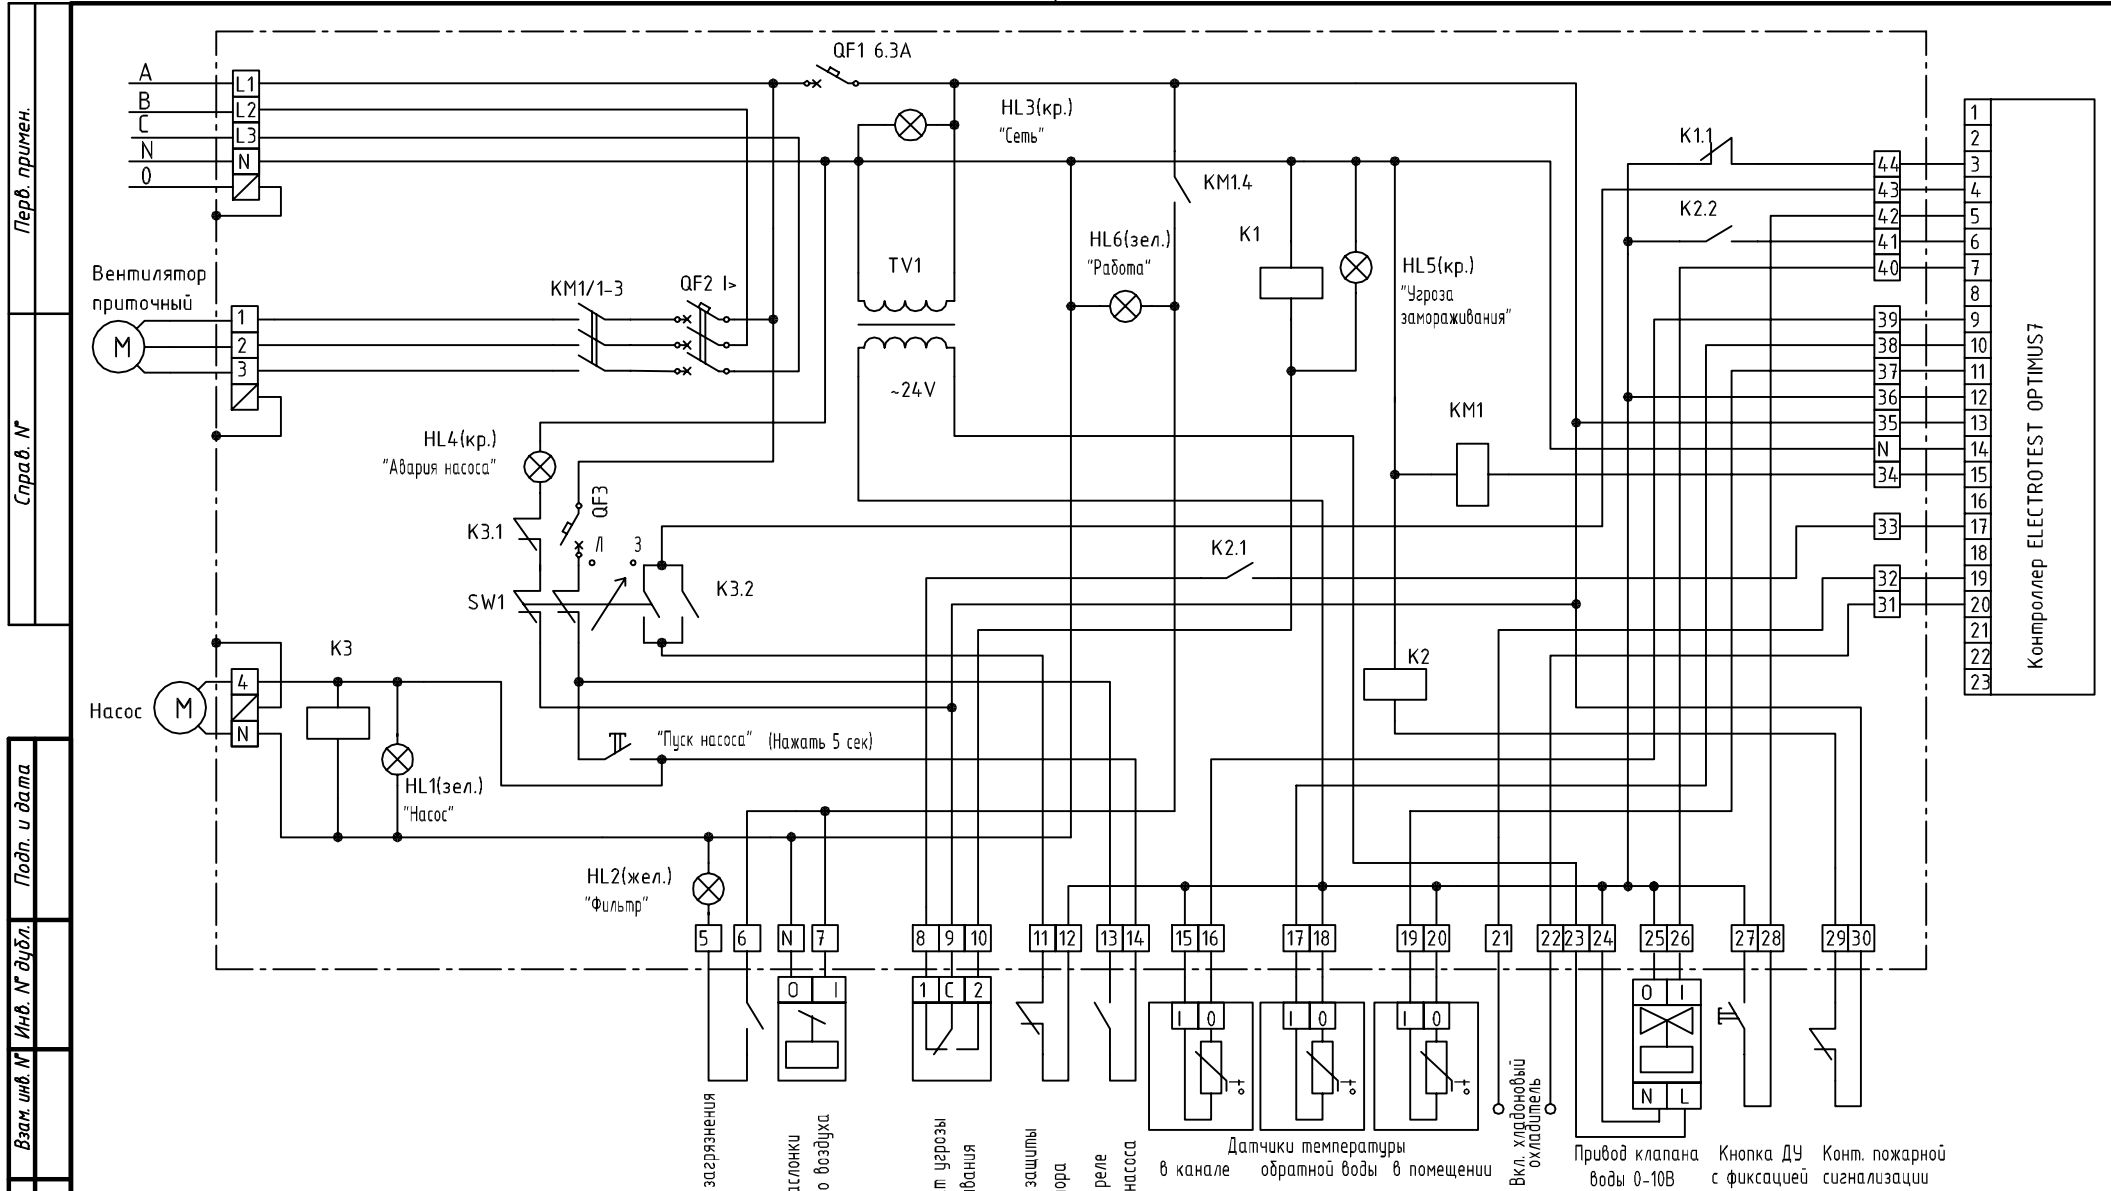 Перв. примен.
Справ. №
Подп. и дата
Инв. № дубл.
Взам. инв. №
A
B
C
N
0
L1
L2
L3
N
QF1 6.3A
HL3(кр.)
"Сеть"
KM1.4
HL6(зел.)
"Работа"
K1
HL5(кр.)
"Угроза
замораживания"
TV1
~24V
Вентилятор
приточный
M
1
2
3
KM1/1-3
QF2 I>
HL4(кр.)
"Авария насоса"
QF3
K3.1
Л
З
SW1
K3.2
K2.1
KM1
K2
K1.1
K2.2
44
43
42
41
40
39
38
37
36
35
N
34
33
32
31
1
2
3
4
5
6
7
8
9
10
11
12
13
14
15
16
17
18
19
20
21
22
23
Контроллер ELECTROTEST OPTIMUS7
Насос
M
4
N
K3
HL1(зел.)
"Насос"
"Пуск насоса" (Нажать 5 сек)
HL2(жел.)
"Фильтр"
5
6
N
7
8
9
10
11
12
13
14
15
16
17
18
19
20
21
22
23
24
25
26
27
28
29
30
0 I
1 C 2
I 0
I 0
I 0
t°
t°
t°
0 I
N L
загрязнения
аслонки
о воздуха
т угрозы
ивания
защиты
ора
реле
насоса
Датчики температуры
в канале
обратной воды
в помещении
Вкл. хладоновый
охладитель
Привод клапана
воды 0-10В
Кнопка ДУ
с фиксацией
Конт. пожарной
сигнализации